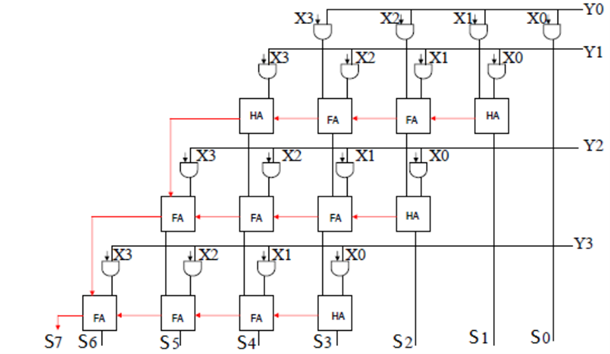 X3 X2 X1 X0 Y0
X3 X2 X1 X0 Y1
HA FA FA HA
X3 X2 X1 X0 Y2
FA FA FA HA
X3 X2 X1 X0 Y3
FA FA FA HA
S7 S6 S5 S4 S3 S2 S1 S0